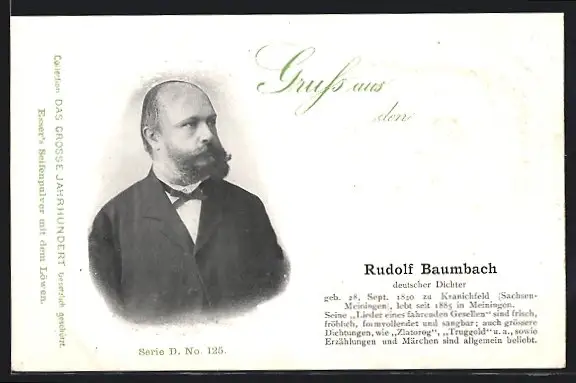 Collection DAS GROSSE JAHRHUNDERT gesetzlich geschützt.
Esser's Seifenpulver mit dem Löwen.
Gruss aus
den
Rudolf Baumbach
deutscher Dichter
geb. 28. Sept. 1840 zu Kranichfeld (Sachsen-
Meiningen), lebt seit 1885 in Meiningen.
Seine „Lieder eines fahrenden Gesellen“ sind frisch,
fröhlich, formvollendet und sangbar; auch grössere
Dichtungen, wie „Zlatorog“, „Truggold“ u. a., sowie
Erzählungen und Märchen sind allgemein beliebt.
Serie D. No. 125.